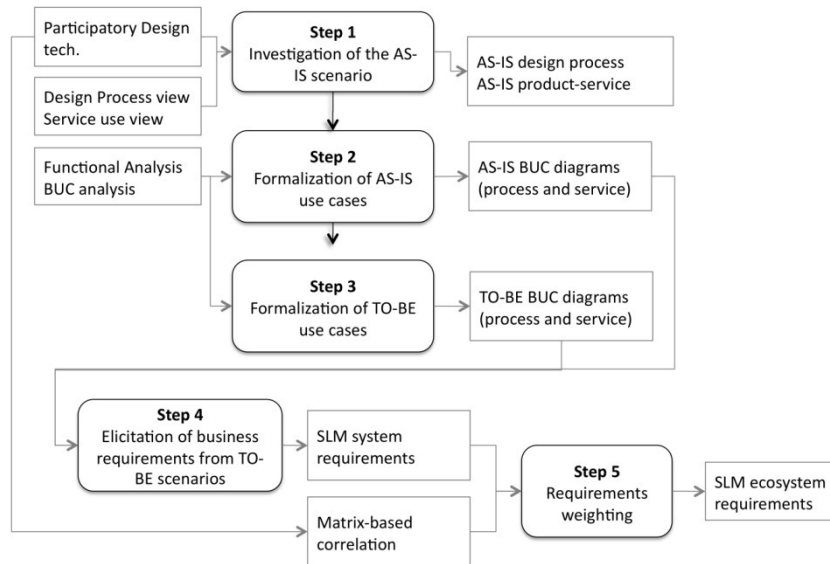 Participatory Design
tech.
Design Process view
Service use view
Step 1
Investigation of the AS-
IS scenario
AS-IS design process
AS-IS product-service
Functional Analysis
BUC analysis
Step 2
Formalization of AS-IS
use cases
AS-IS BUC diagrams
(process and service)
Step 3
Formalization of TO-BE
use cases
TO-BE BUC diagrams
(process and service)
Step 4
Elicitation of business
requirements from TO-
BE scenarios
SLM system
requirements
Matrix-based
correlation
Step 5
Requirements
weighting
SLM ecosystem
requirements